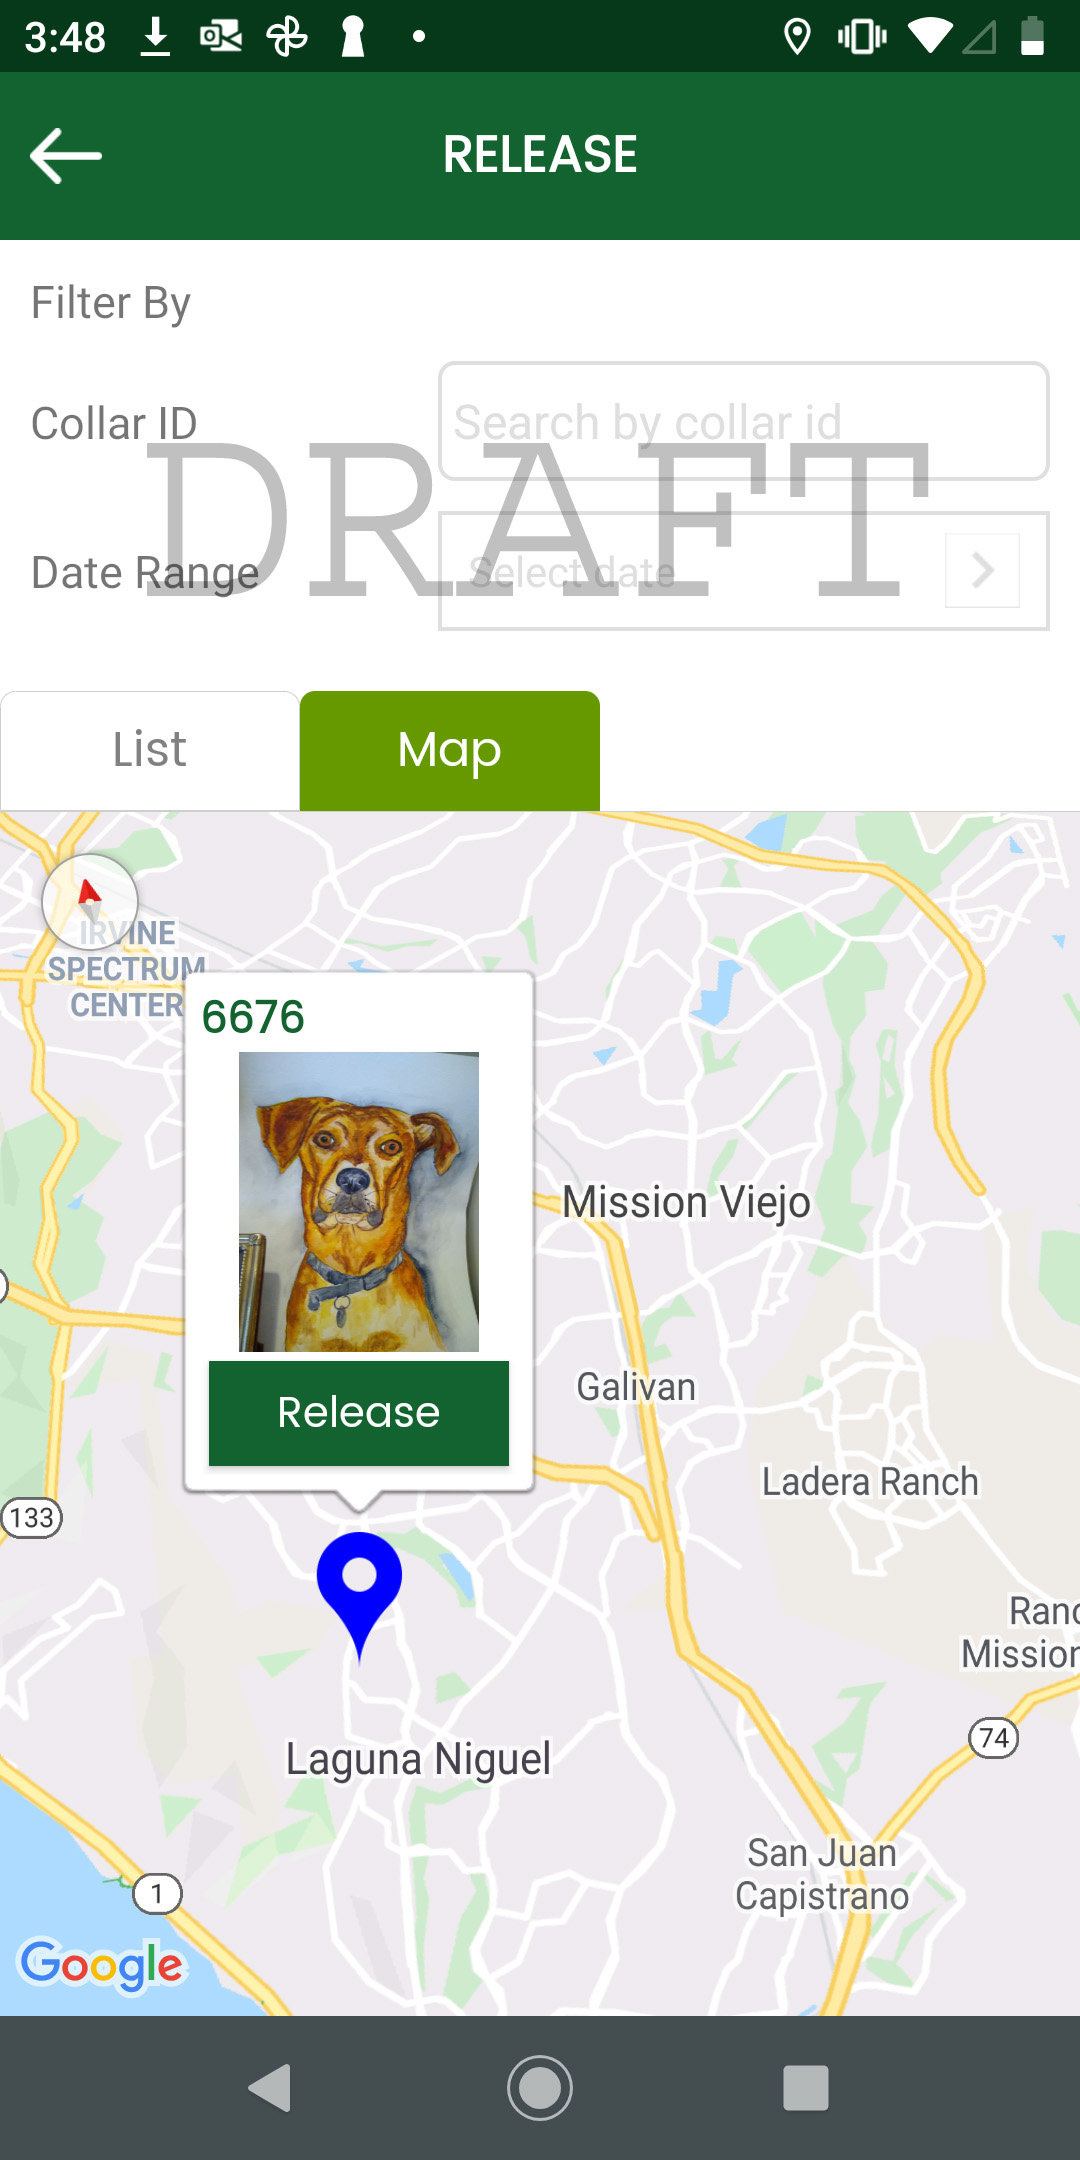 3:48
RELEASE
Filter By
Collar ID
Search by collar id
DRAFT
Date Range
Select date
List
Map
IRVINE
SPECTRUM
CENTER
6676
Mission Viejo
Release
Galivan
Ladera Ranch
133
Mission
74
Laguna Niguel
San Juan
Capistrano
1
Google